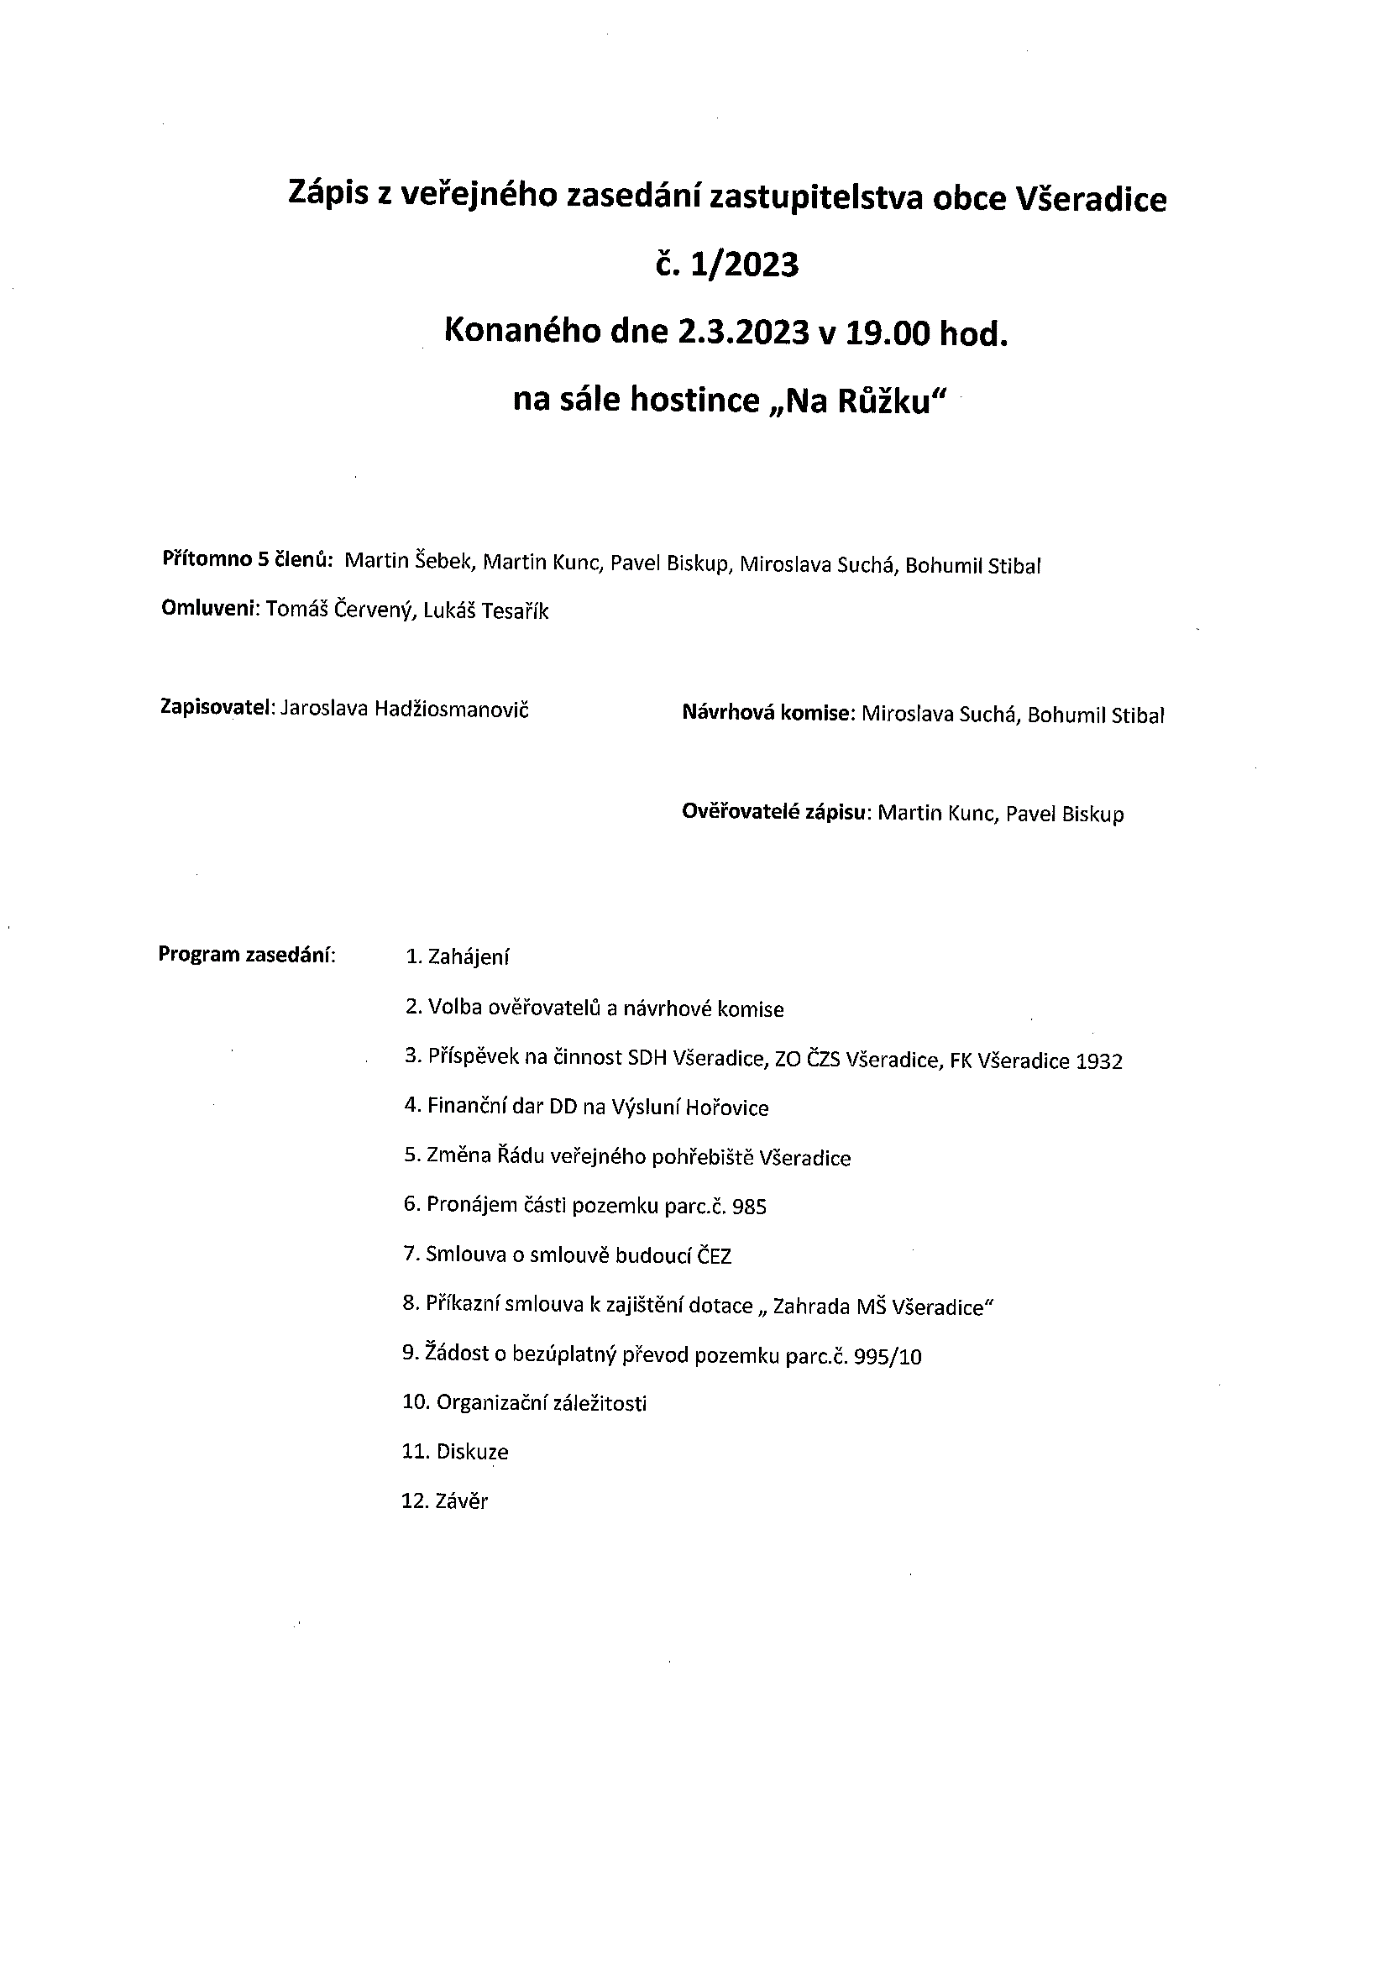 Zápis z veřejného zasedání zastupitelstva obce Všeradice
č. 1/2023
Konaného dne 2.3.2023 v 19.00 hod.
na sále hostince „Na Růžku“
Přítomno 5 členů: Martin Šebek, Martin Kunc, Pavel Biskup, Miroslava Suchá, Bohumil Stibal
Omluveni: Tomáš Červený, Lukáš Tesařík
Zapisovatel: Jaroslava Hadžiosmanovič
Návrhová komise: Miroslava Suchá, Bohumil Stibal
Ověřovatelé zápisu: Martin Kunc, Pavel Biskup
Program zasedání: 1. Zahájení
2. Volba ověřovatelů a návrhové komise
3. Příspěvek na činnost SDH Všeradice, ZO ČZS Všeradice, FK Všeradice 1932
4. Finanční dar DD na Výsluní Hořovice
5. Změna Řádu veřejného pohřebiště Všeradice
6. Pronájem části pozemku parc.č. 985
7. Smlouva o smlouvě budoucí ČEZ
8. Příkazní smlouva k zajištění dotace „ Zahrada MŠ Všeradice“
9. Žádost o bezúplatný převod pozemku parc.č. 995/10
10. Organizační záležitosti
11. Diskuze
12. Závěr